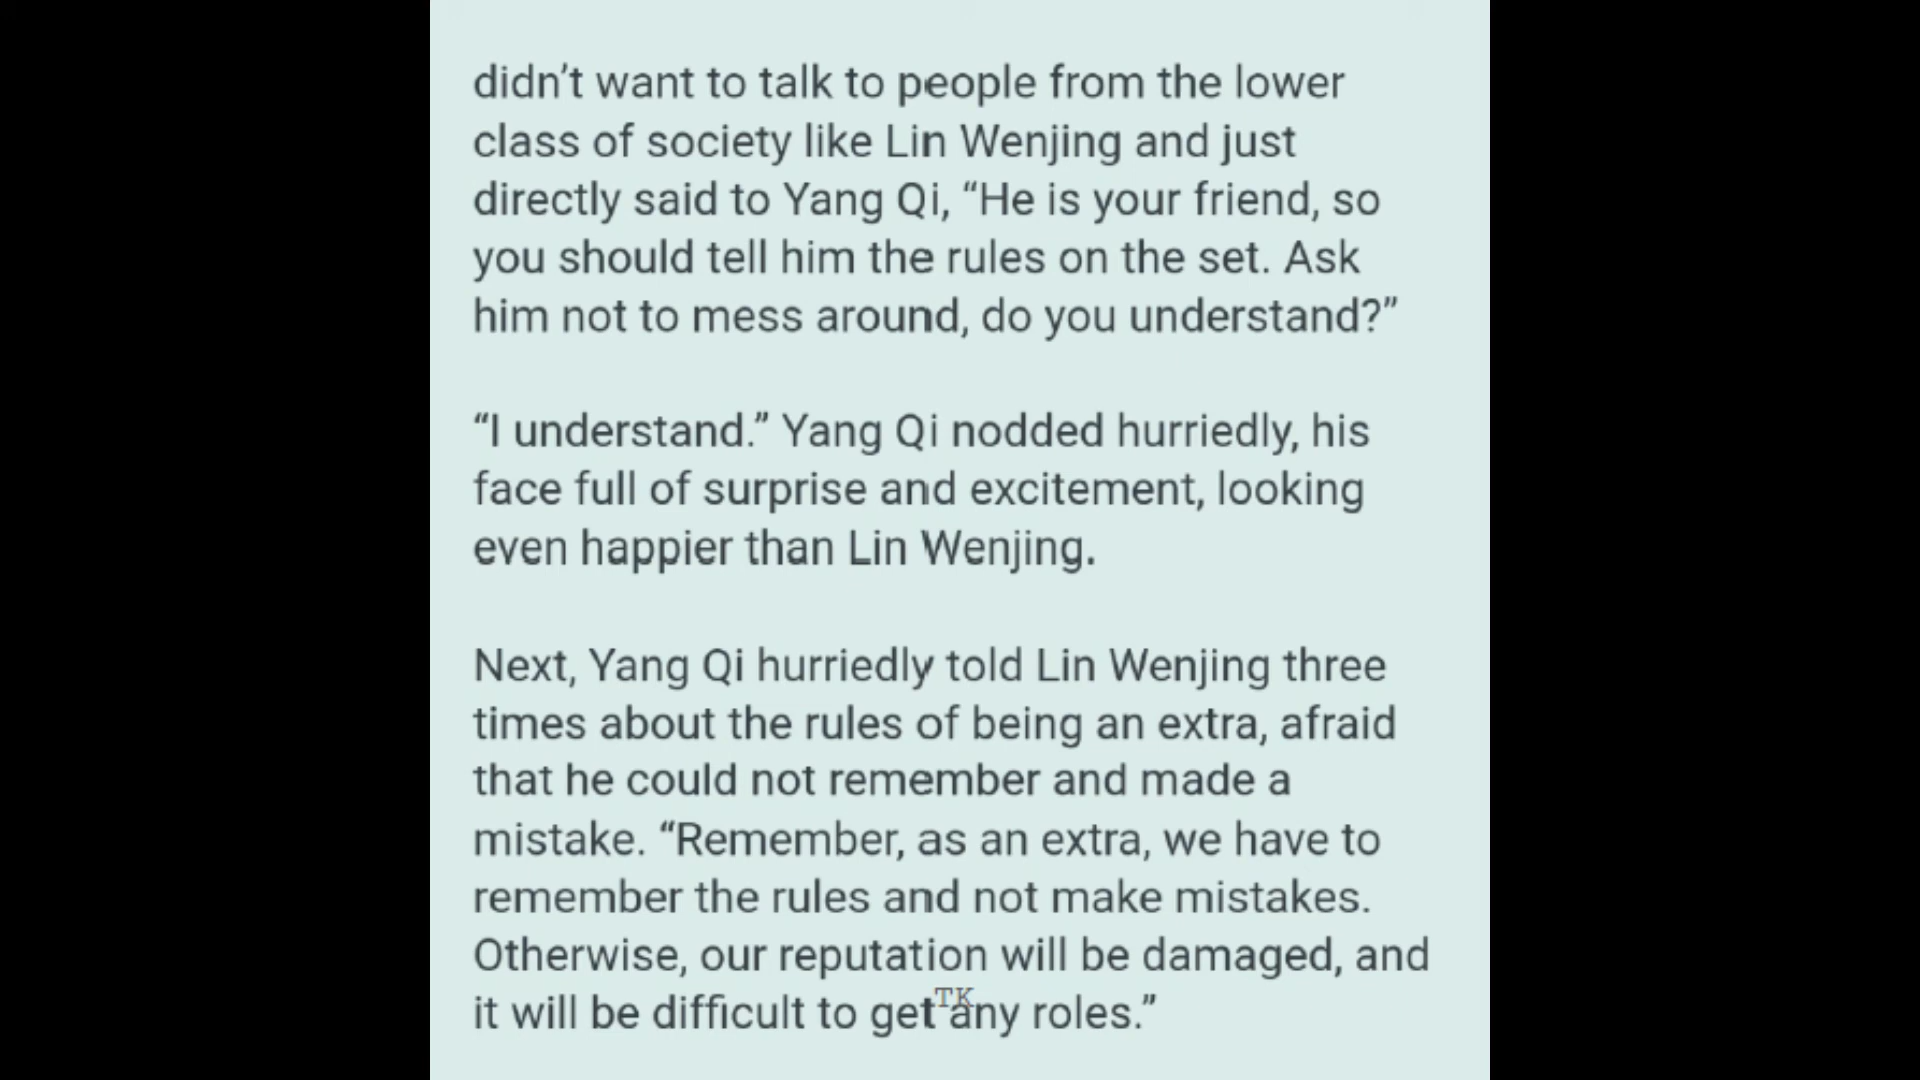 didn’t want to talk to people from the lower
class of society like Lin Wenjing and just
directly said to Yang Qi, “He is your friend, so
you should tell him the rules on the set. Ask
him not to mess around, do you understand?”
“I understand.” Yang Qi nodded hurriedly, his
face full of surprise and excitement, looking
even happier than Lin Wenjing.
Next, Yang Qi hurriedly told Lin Wenjing three
times about the rules of being an extra, afraid
that he could not remember and made a
mistake. “Remember, as an extra, we have to
remember the rules and not make mistakes.
Otherwise, our reputation will be damaged, and
it will be difficult to get any roles.”
TK